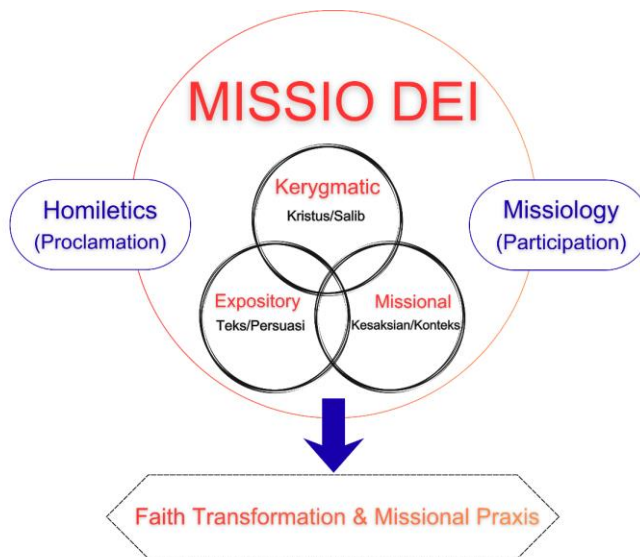 MISSIO DEI
Kerygmatic
Kristus/Salib
Homiletics
(Proclamation)
Missiology
(Participation)
Expository
Teks/Persuasi
Missional
Kesaksian/Konteks
Faith Transformation & Missional Praxis